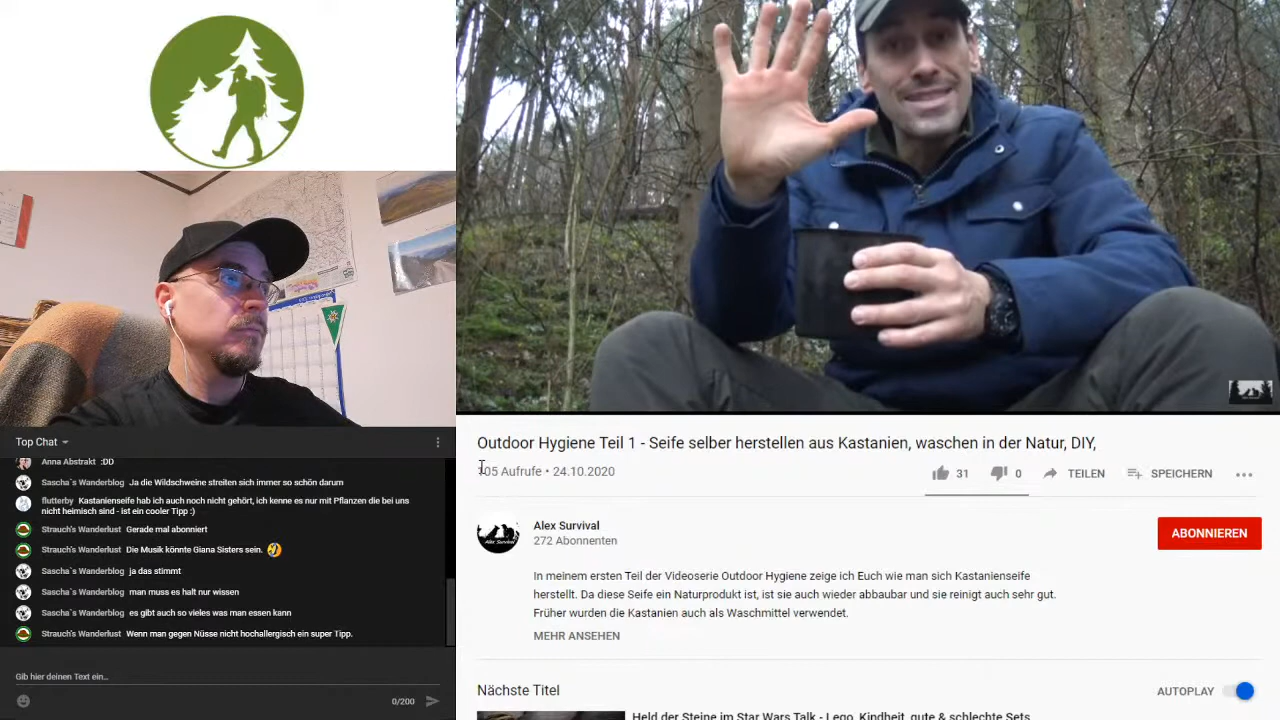 Outdoor Hygiene Teil 1 - Seife selber herstellen aus Kastanien, waschen in der Natur, DIY,
105 Aufrufe • 24.10.2020
31
0
TEILEN
SPEICHERN
Alex Survival
272 Abonnenten
ABONNIEREN
In meinem ersten Teil der Videoserie Outdoor Hygiene zeige ich Euch wie man sich Kastanienseife
herstellt. Da diese Seife ein Naturprodukt ist, ist sie auch wieder abbaubar und sie reinigt auch sehr gut.
Früher wurden die Kastanien auch als Waschmittel verwendet.
MEHR ANSEHEN
Nächste Titel
AUTOPLAY
Held der Steine im Star Wars Talk - Lego, Kindheit, gute & schlechte Sets
Top Chat
Anna Abstrakt :DD
Sascha`s Wanderblog Ja die Wildschweine streiten sich immer so schön darum
flutterby Kastanienseife hab ich auch noch nicht gehört, ich kenne es nur mit Pflanzen die bei uns
nicht heimisch sind - ist ein cooler Tipp :)
Strauch's Wanderlust Gerade mal abonniert
Strauch's Wanderlust Die Musik könnte Giana Sisters sein. 🤣
Sascha`s Wanderblog ja das stimmt
Sascha`s Wanderblog man muss es halt nur wissen
Sascha`s Wanderblog es gibt auch so vieles was man essen kann
Strauch's Wanderlust Wenn man gegen Nüsse nicht hochallergisch ein super Tipp.
Gib hier deinen Text ein...
0/200